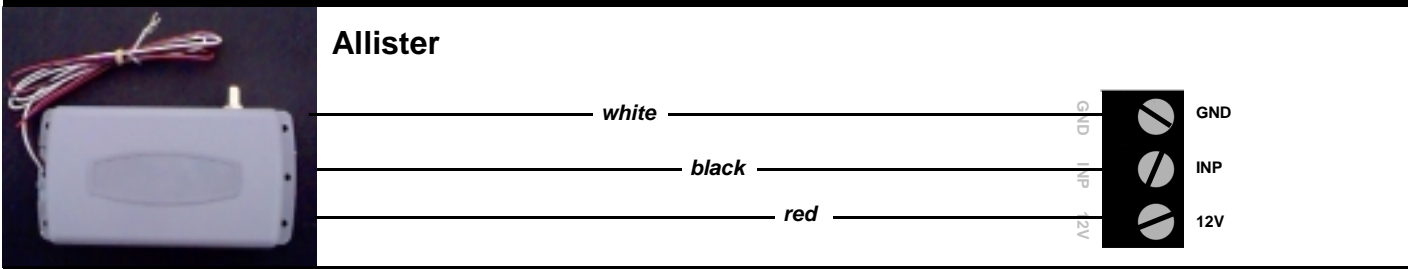 Allister
white
GND
GND
black
INP
INP
red
12V
12V